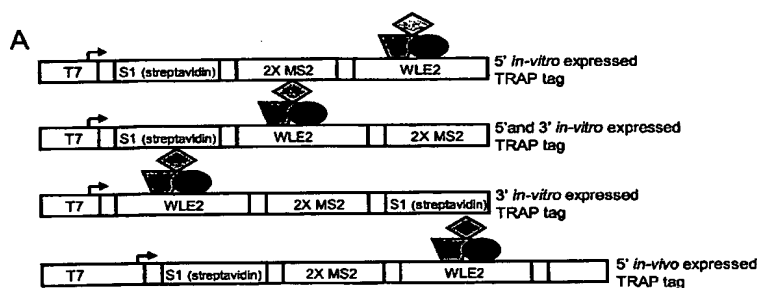 A
T7 S1 (streptavidin) 2X MS2 WLE2 5' in-vitro expressed
TRAP tag
T7 S1 (streptavidin) WLE2 2X MS2 5'and 3' in-vitro expressed
TRAP tag
T7 WLE2 2X MS2 S1 (streptavidin) 3' in-vitro expressed
TRAP tag
T7 S1 (streptavidin) 2X MS2 WLE2 5' in-vivo expressed
TRAP tag